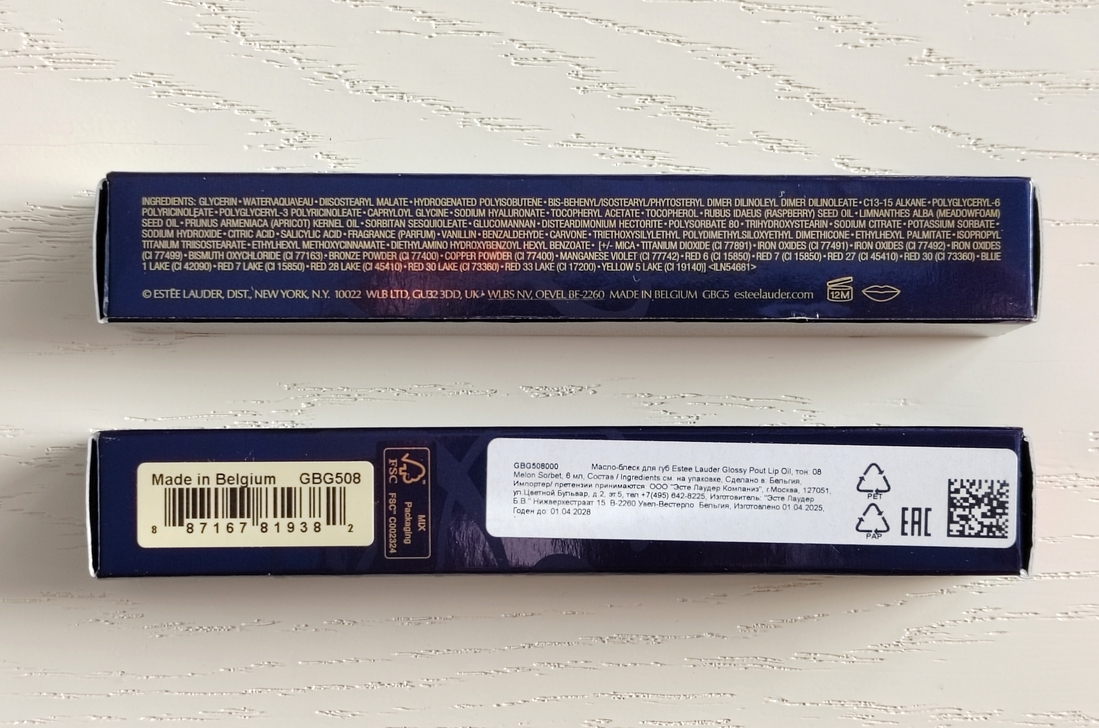 INGREDIENTS: GLYCERIN • WATER\AQUA\EAU • DIISOSTEARYL MALATE • HYDROGENATED POLYISOBUTENE • BIS-BEHENYL/ISOSTEARYL/PHYTOSTERYL DIMER DILINOLEYL DIMER DILINOLEATE • C13-15 ALKANE • POLYGLYCERYL-6
POLYRICINOLEATE • POLYGLYCERYL-3 POLYRICINOLEATE • CAPRYLOYL GLYCINE • SODIUM HYALURONATE • TOCOPHERYL ACETATE • TOCOPHEROL • RUBUS IDAEUS (RASPBERRY) SEED OIL • LIMNANTHES ALBA (MEADOWFOAM)
SEED OIL • PRUNUS ARMENIACA (APRICOT) KERNEL OIL • SORBITAN SESQUIOLEATE • GLUCOMANNAN • DISTEARDIMONIUM HECTORITE • POLYSORBATE 80 • TRIHYDROXYSTEARIN • SODIUM CITRATE • POTASSIUM SORBATE •
SODIUM HYDROXIDE • CITRIC ACID • SALICYLIC ACID • FRAGRANCE (PARFUM) • VANILLIN • BENZALDEHYDE • CARVONE • TRIETHOXYSILYLETHYL POLYDIMETHYLSILOXYETHYL DIMETHICONE • ETHYLHEXYL PALMITATE • ISOPROPYL
TITANIUM TRIISOSTEARATE • ETHYLHEXYL METHOXYCINNAMATE • DIETHYLAMINO HYDROXYBENZOYL HEXYL BENZOATE • [+/- MICA • TITANIUM DIOXIDE (CI 77891) • IRON OXIDES (CI 77491) • IRON OXIDES (CI 77492) • IRON OXIDES
(CI 77499) • BISMUTH OXYCHLORIDE (CI 77163) • BRONZE POWDER (CI 77400) • COPPER POWDER (CI 77400) • MANGANESE VIOLET (CI 77742) • RED 6 (CI 15850) • RED 7 (CI 15850) • RED 27 (CI 45410) • RED 30 (CI 73360) • BLUE
1 LAKE (CI 42090) • RED 7 LAKE (CI 15850) • RED 28 LAKE (CI 45410) • RED 30 LAKE (CI 73360) • RED 33 LAKE (CI 17200) • YELLOW 5 LAKE (CI 19140)] <ILN54681>
© ESTĒE LAUDER, DIST., NEW YORK, N.Y. 10022 WLB LTD, GU32 3DD, UK • WLBS NV, OEVEL BE-2260 MADE IN BELGIUM GBG5 esteelauder.com
12M
Made in Belgium GBG508
8 87167 81938 2
FSC
FSC™ C002324
MIX
Packaging
GBG508000 Масло-блеск для губ Estee Lauder Glossy Pout Lip Oil, тон: 08
Melon Sorbet, 6 мл, Состав / Ingredients см. на упаковке, Сделано в: Бельгия,
Импортер/ претензии принимаются: ООО "Эсте Лаудер Компаниз", г.Москва, 127051,
ул.Цветной Бульвар, д.2, эт.5, тел +7(495) 642-8225, Изготовитель: "Эсте Лаудер
Б.В." Нижверхестраат 15 В-2260 Увел-Вестерло Бельгия, Изготовлено 01.04.2025,
Годен до: 01.04.2028
PET
PAP
EAC